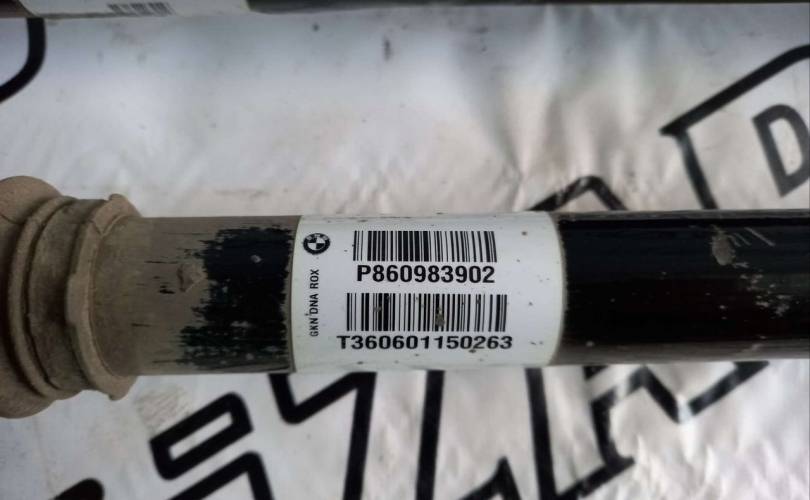 P860983902
GKN DNA ROX
T360601150263
D